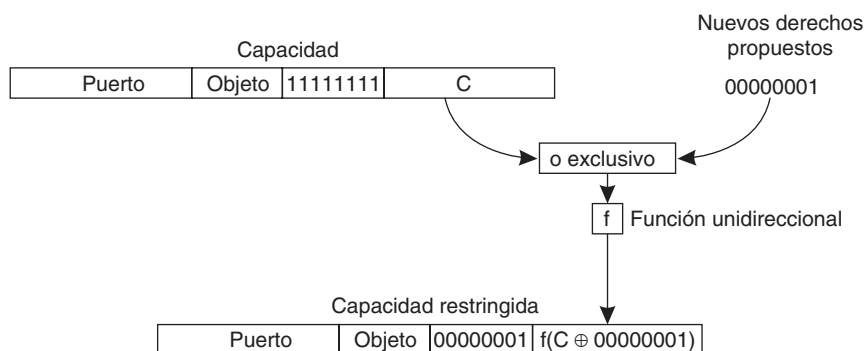 Nuevos derechos
propuestos
Capacidad
Puerto Objeto 11111111 C
00000001
o exclusivo
f Función unidireccional
Capacidad restringida
Puerto Objeto 00000001 f(C ⊕ 00000001)